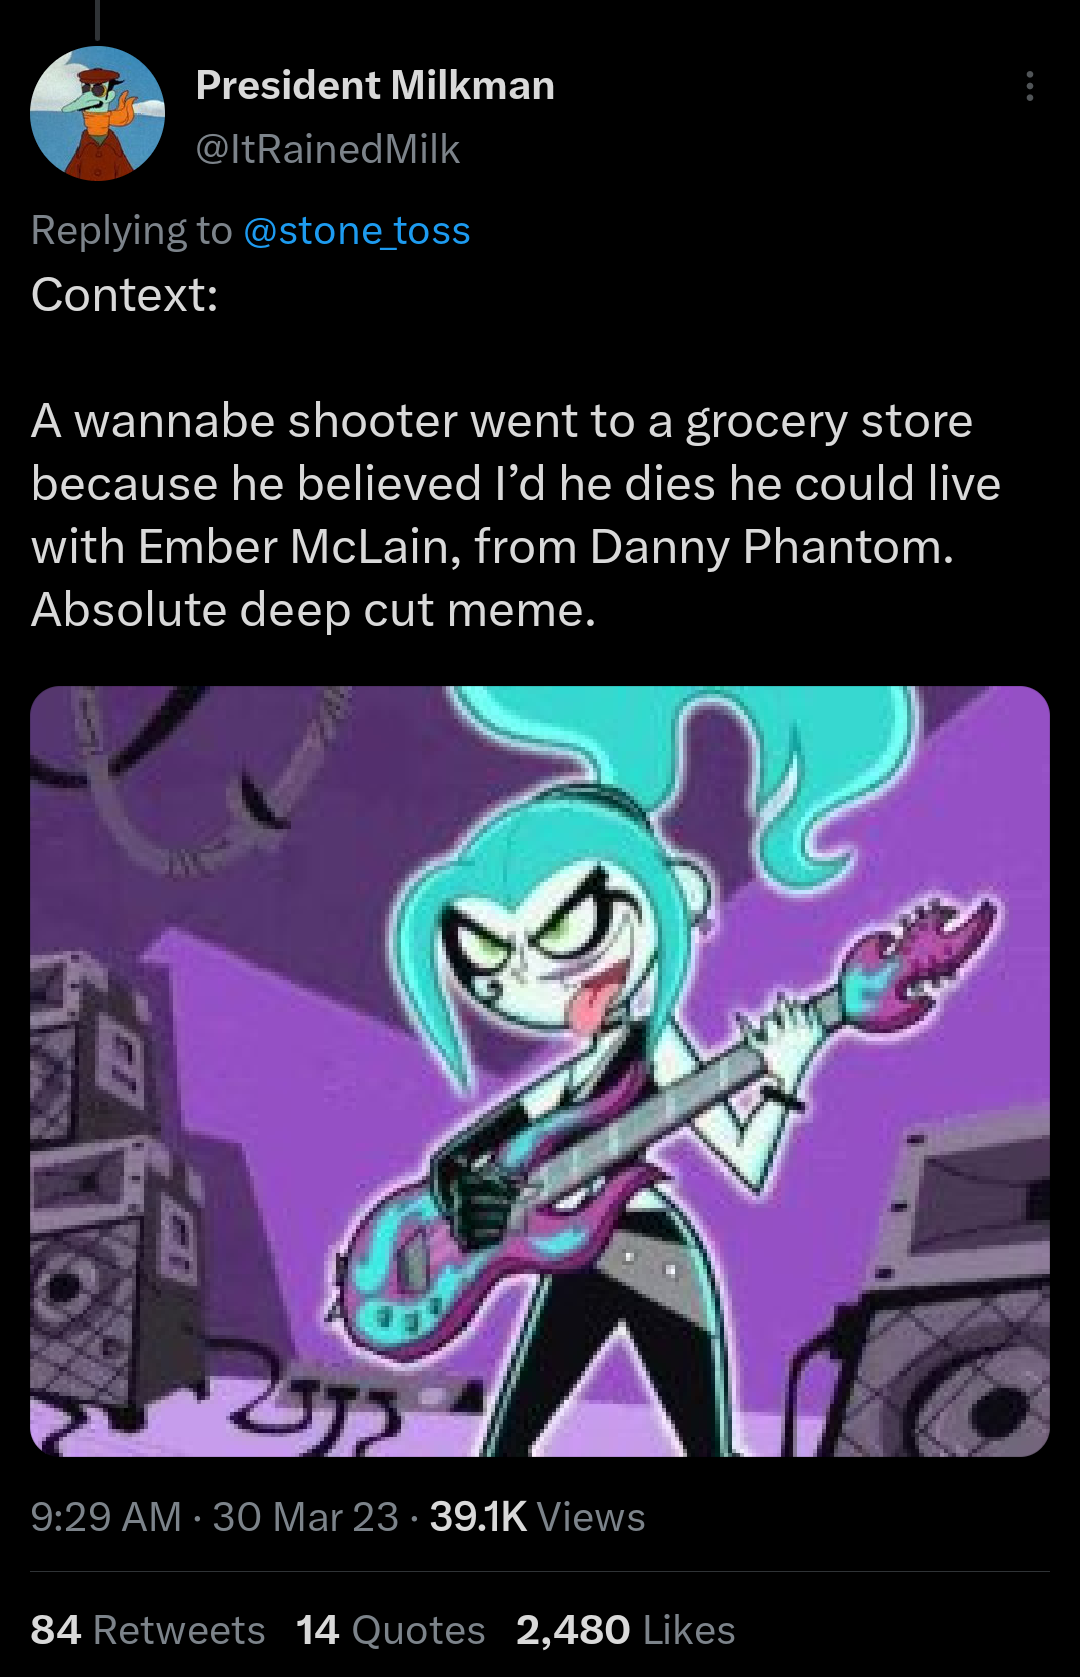 President Milkman
@ItRainedMilk
Replying to @stone_toss
Context:
A wannabe shooter went to a grocery store
because he believed I’d he dies he could live
with Ember McLain, from Danny Phantom.
Absolute deep cut meme.
9:29 AM · 30 Mar 23 · 39.1K Views
84 Retweets 14 Quotes 2,480 Likes